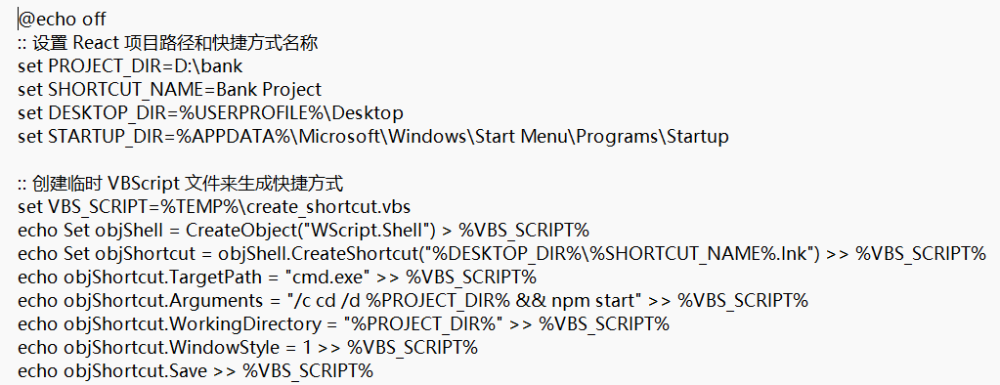 @echo off
:: 设置 React 项目路径和快捷方式名称
set PROJECT_DIR=D:\bank
set SHORTCUT_NAME=Bank Project
set DESKTOP_DIR=%USERPROFILE%\Desktop
set STARTUP_DIR=%APPDATA%\Microsoft\Windows\Start Menu\Programs\Startup
:: 创建临时 VBScript 文件来生成快捷方式
set VBS_SCRIPT=%TEMP%\create_shortcut.vbs
echo Set objShell = CreateObject("WScript.Shell") > %VBS_SCRIPT%
echo Set objShortcut = objShell.CreateShortcut("%DESKTOP_DIR%\%SHORTCUT_NAME%.lnk") >> %VBS_SCRIPT%
echo objShortcut.TargetPath = "cmd.exe" >> %VBS_SCRIPT%
echo objShortcut.Arguments = "/c cd /d %PROJECT_DIR% && npm start" >> %VBS_SCRIPT%
echo objShortcut.WorkingDirectory = "%PROJECT_DIR%" >> %VBS_SCRIPT%
echo objShortcut.WindowStyle = 1 >> %VBS_SCRIPT%
echo objShortcut.Save >> %VBS_SCRIPT%